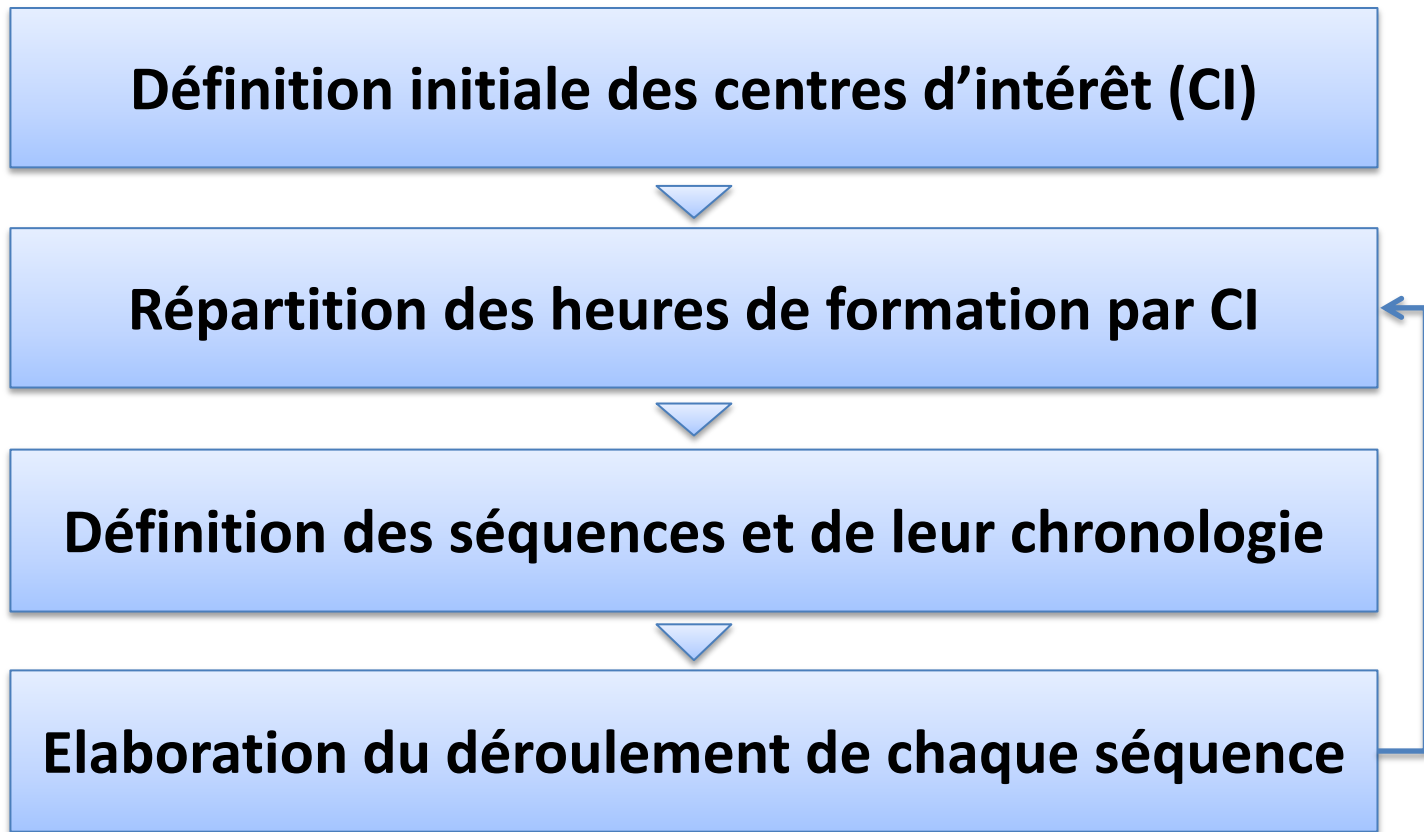 Définition initiale des centres d’intérêt (CI)
Répartition des heures de formation par CI
Définition des séquences et de leur chronologie
Elaboration du déroulement de chaque séquence